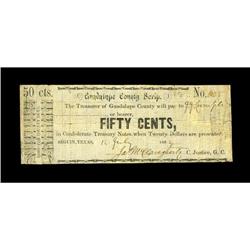 50 cts. Guadalupe County Scrip. No.
The Treasurer of Guadalupe County will pay to
or bearer,
FIFTY CENTS,
in Confederate Treasury Notes, when Twenty Dollars are presented
SEGUIN, TEXAS, July 186
C. Justice, G. C.